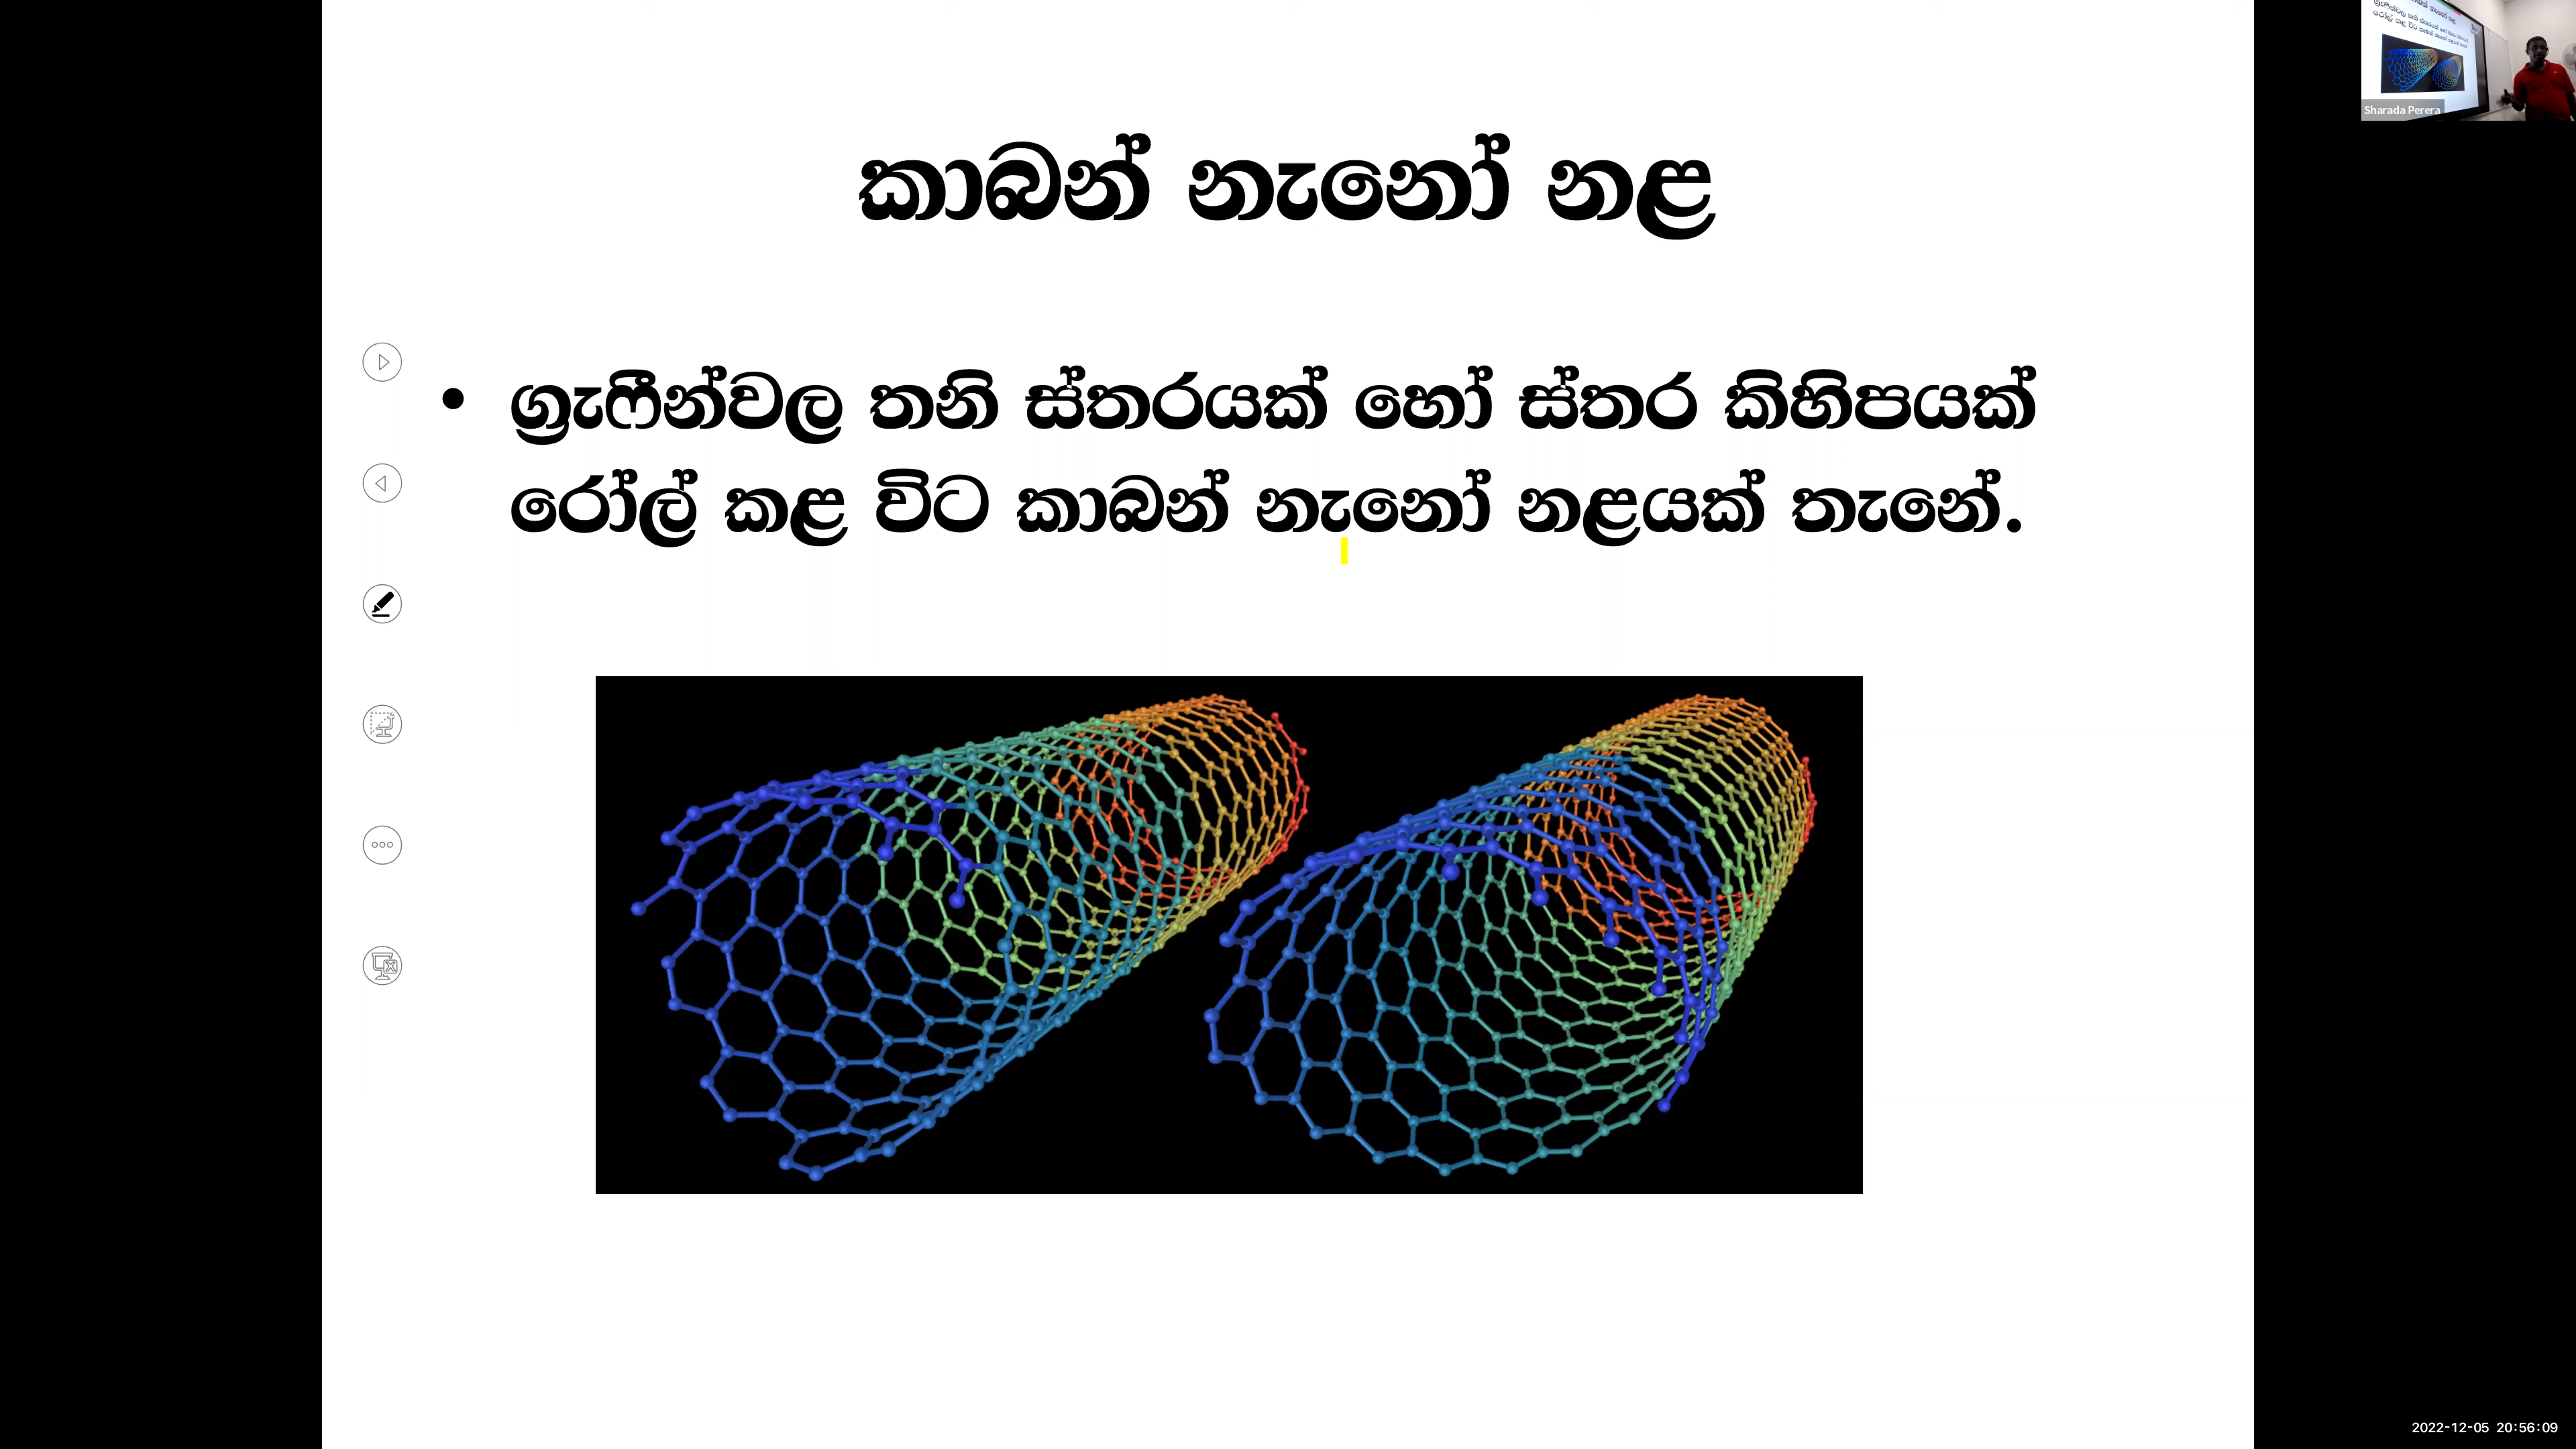 කාබන් නැනෝ නළ
• ග්‍රැෆීන්වල තනි ස්තරයක් හෝ ස්තර කිහිපයක්
රෝල් කළ විට කාබන් නැනෝ නළයක් තැනේ.
Sharada Perera
2022-12-05 20:56:09